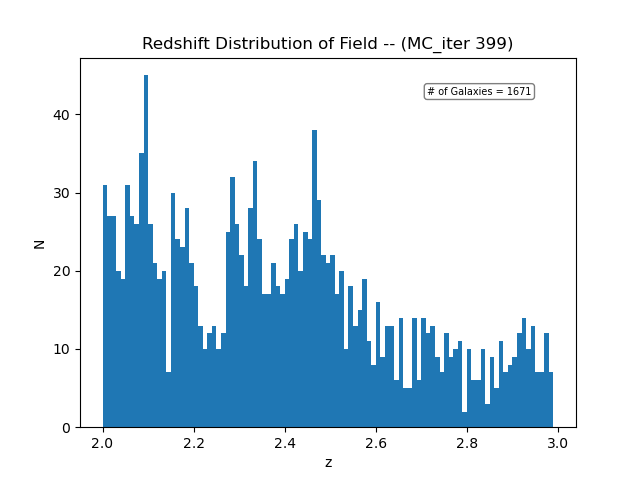 Redshift Distribution of Field -- (MC_iter 399)
# of Galaxies = 1671
40
30
20
10
0
N
2.0 2.2 2.4 2.6 2.8 3.0
z